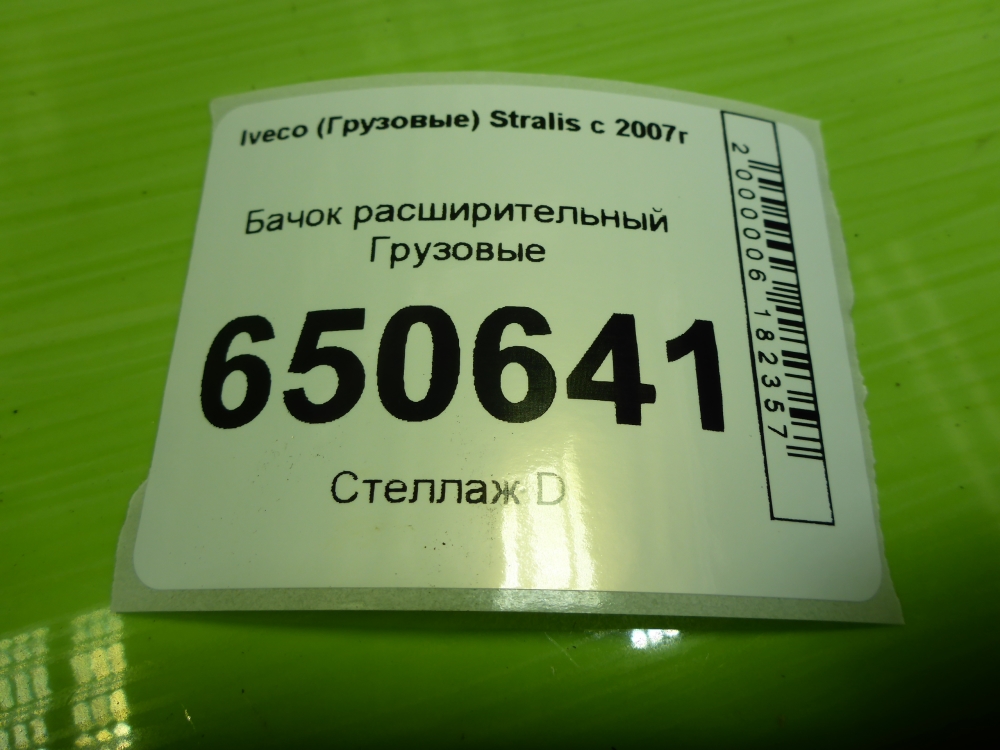 Iveco (Грузовые) Stralis с 2007г
Бачок расширительный
Грузовые
650641
Стеллаж D
2000006182357